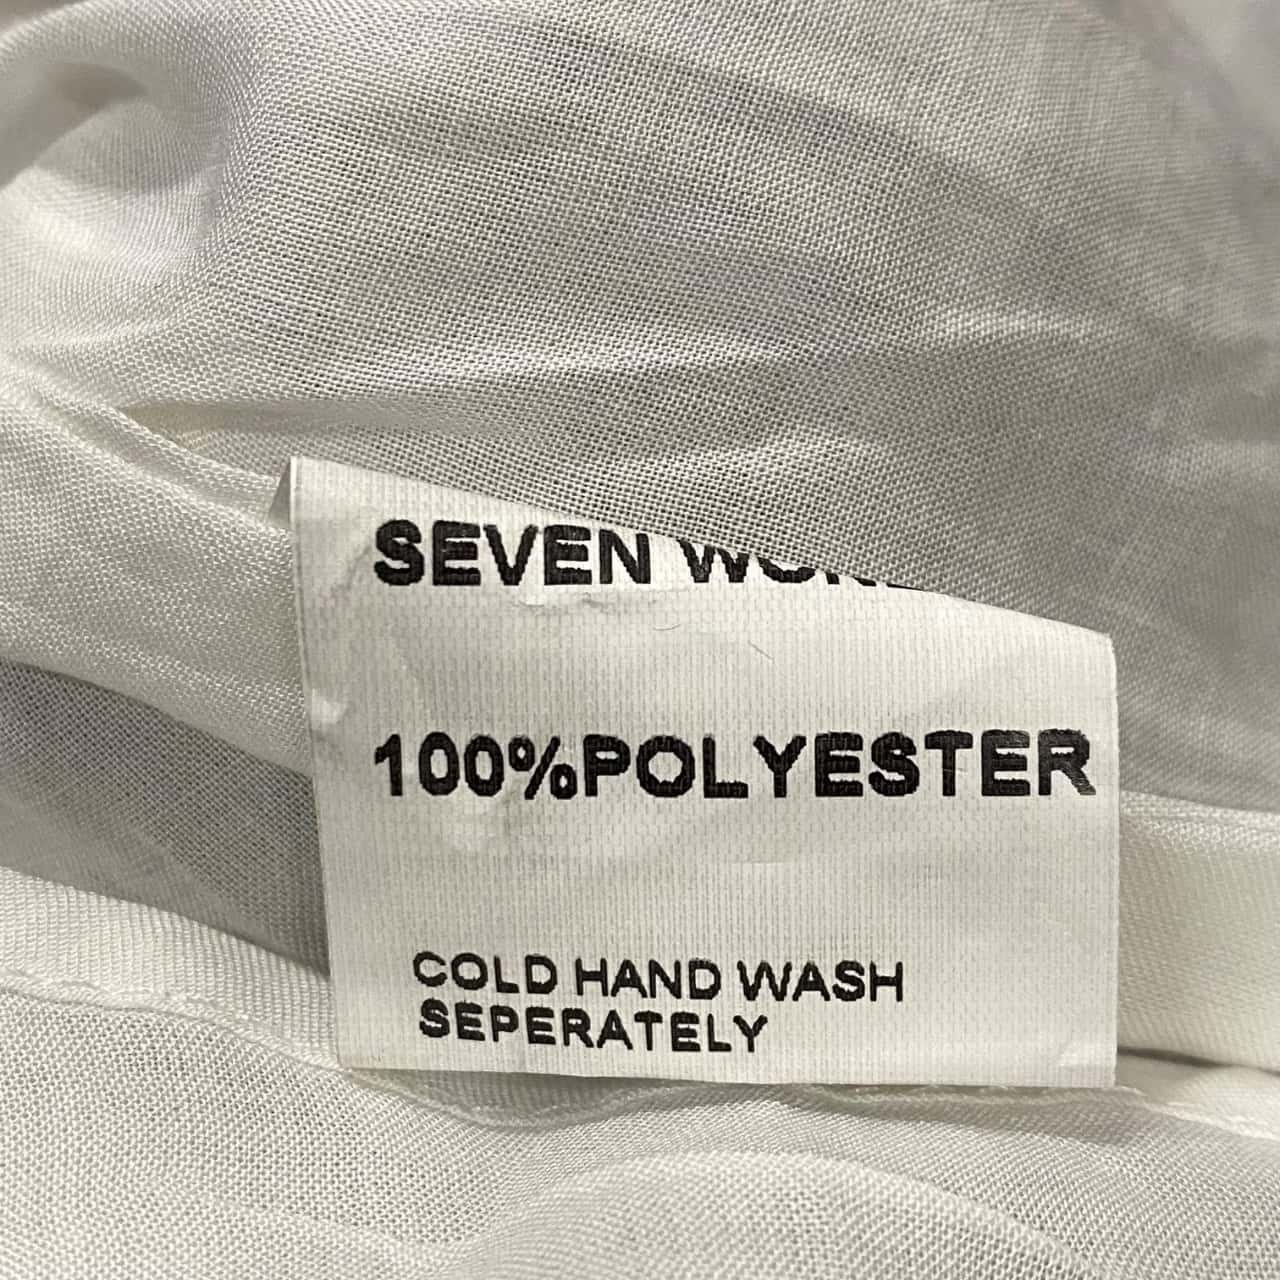 SEVEN
100%POLYESTER
COLD HAND WASH
SEPERATELY